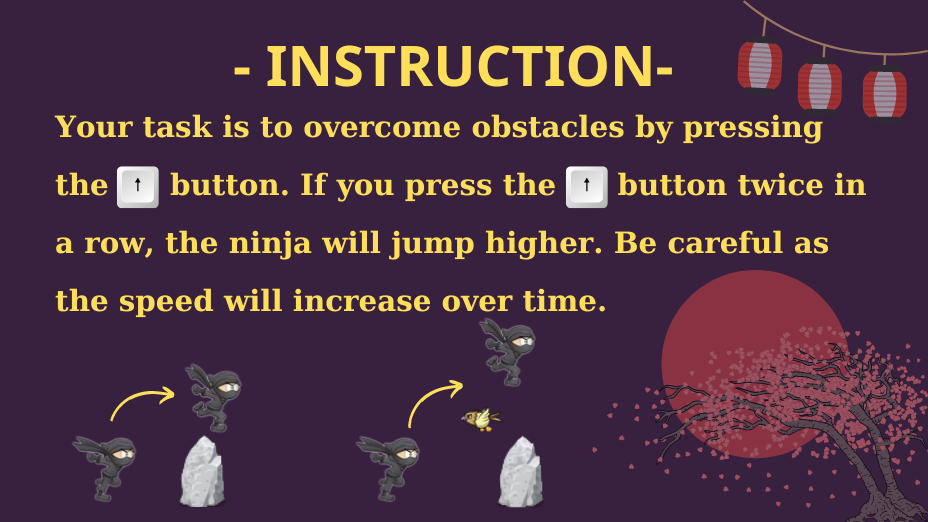 - INSTRUCTION-
Your task is to overcome obstacles by pressing
the ↑ button. If you press the ↑ button twice in
a row, the ninja will jump higher. Be careful as
the speed will increase over time.